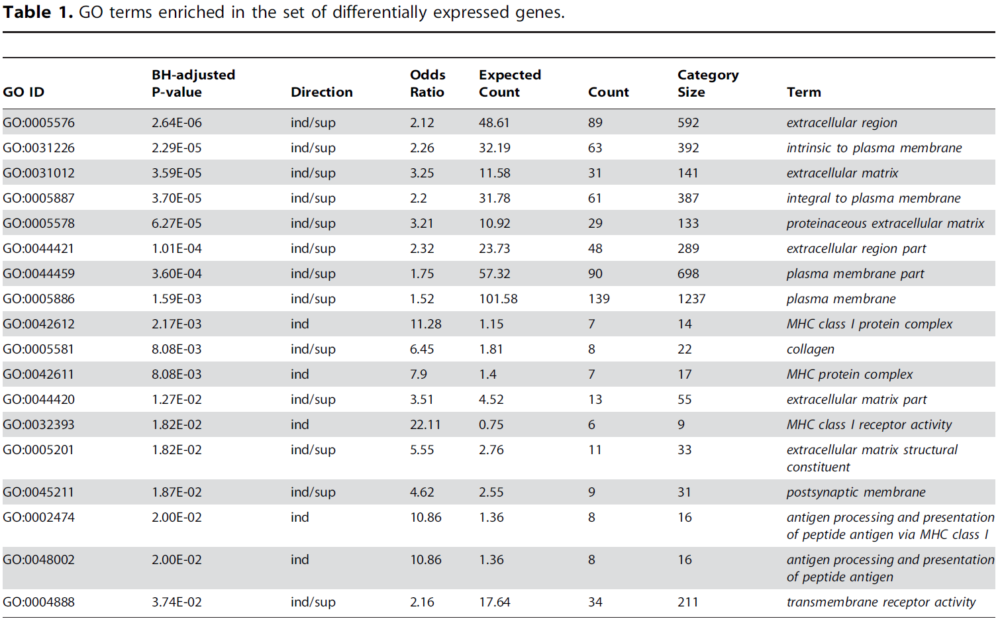 Table 1. GO terms enriched in the set of differentially expressed genes.
BH-adjusted Odds Expected Category
GO ID P-value Direction Ratio Count Count Size Term
GO:0005576 2.64E-06 ind/sup 2.12 48.61 89 592 extracellular region
GO:0031226 2.29E-05 ind/sup 2.26 32.19 63 392 intrinsic to plasma membrane
GO:0031012 3.59E-05 ind/sup 3.25 11.58 31 141 extracellular matrix
GO:0005887 3.70E-05 ind/sup 2.2 31.78 61 387 integral to plasma membrane
GO:0005578 6.27E-05 ind/sup 3.21 10.92 29 133 proteinaceous extracellular matrix
GO:0044421 1.01E-04 ind/sup 2.32 23.73 48 289 extracellular region part
GO:0044459 3.60E-04 ind/sup 1.75 57.32 90 698 plasma membrane part
GO:0005886 1.59E-03 ind/sup 1.52 101.58 139 1237 plasma membrane
GO:0042612 2.17E-03 ind 11.28 1.15 7 14 MHC class I protein complex
GO:0005581 8.08E-03 ind/sup 6.45 1.81 8 22 collagen
GO:0042611 8.08E-03 ind 7.9 1.4 7 17 MHC protein complex
GO:0044420 1.27E-02 ind/sup 3.51 4.52 13 55 extracellular matrix part
GO:0032393 1.82E-02 ind 22.11 0.75 6 9 MHC class I receptor activity
GO:0005201 1.82E-02 ind/sup 5.55 2.76 11 33 extracellular matrix structural
constituent
GO:0045211 1.87E-02 ind/sup 4.62 2.55 9 31 postsynaptic membrane
GO:0002474 2.00E-02 ind 10.86 1.36 8 16 antigen processing and presentation
of peptide antigen via MHC class I
GO:0048002 2.00E-02 ind 10.86 1.36 8 16 antigen processing and presentation
of peptide antigen
GO:0004888 3.74E-02 ind/sup 2.16 17.64 34 211 transmembrane receptor activity